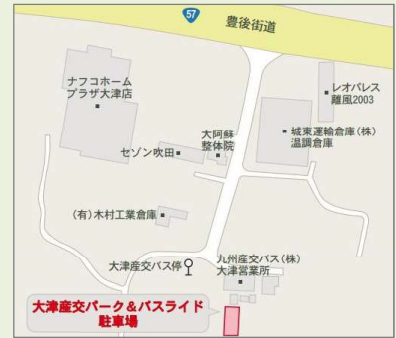 57
豊後街道
ナフコホーム
プラザ大津店
レオパレス
麗風2003
大阿蘇
整体院
城東運輸倉庫(株)
温調倉庫
セゾン吹田
(有)木村工業倉庫
大津産交バス停
九州産交バス(株)
大津営業所
大津産交パーク&バスライド
駐車場